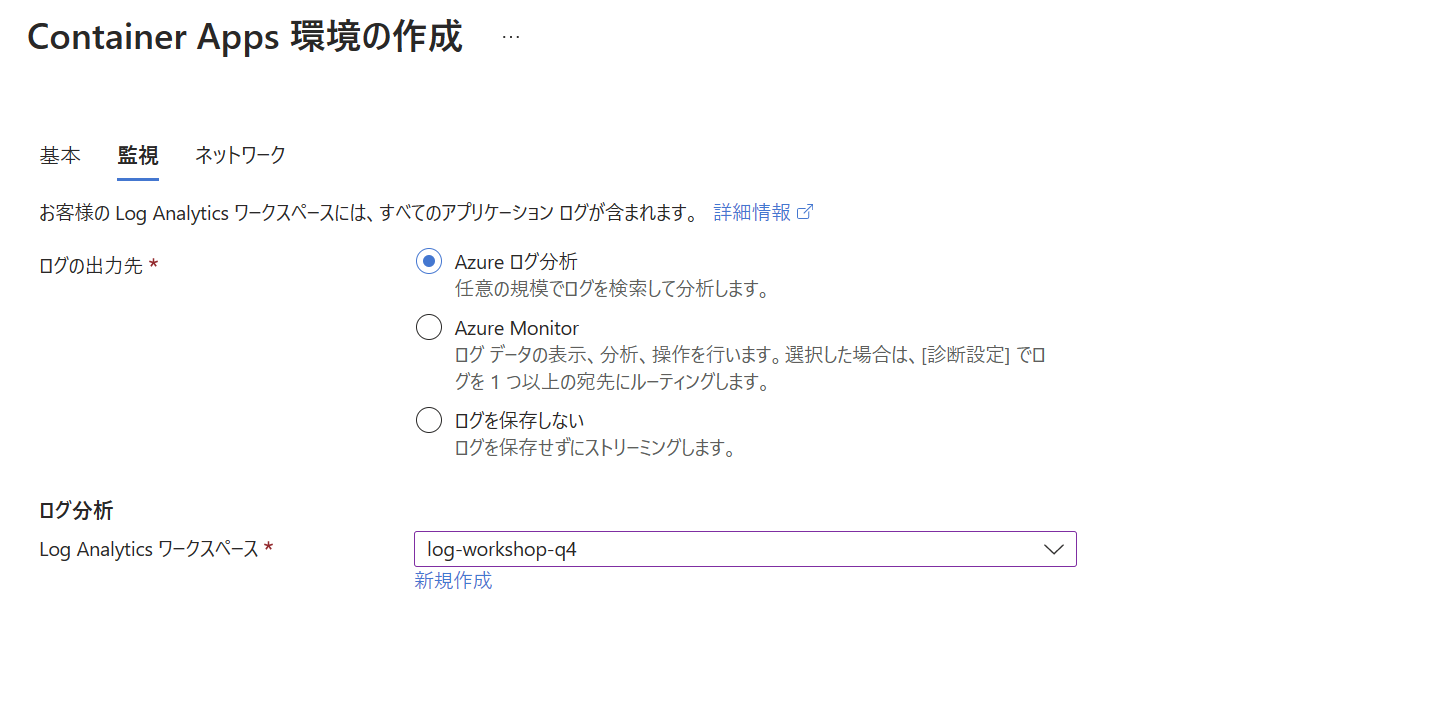 Container Apps 環境の作成 …
基本 監視 ネットワーク
お客様の Log Analytics ワークスペースには、すべてのアプリケーション ログが含まれます。 詳細情報
ログの出力先 *
Azure ログ分析
任意の規模でログを検索して分析します。
Azure Monitor
ログ データの表示、分析、操作を行います。選択した場合は、[診断設定] でロ
グを 1 つ以上の宛先にルーティングします。
ログを保存しない
ログを保存せずにストリーミングします。
ログ分析
Log Analytics ワークスペース * log-workshop-q4
新規作成